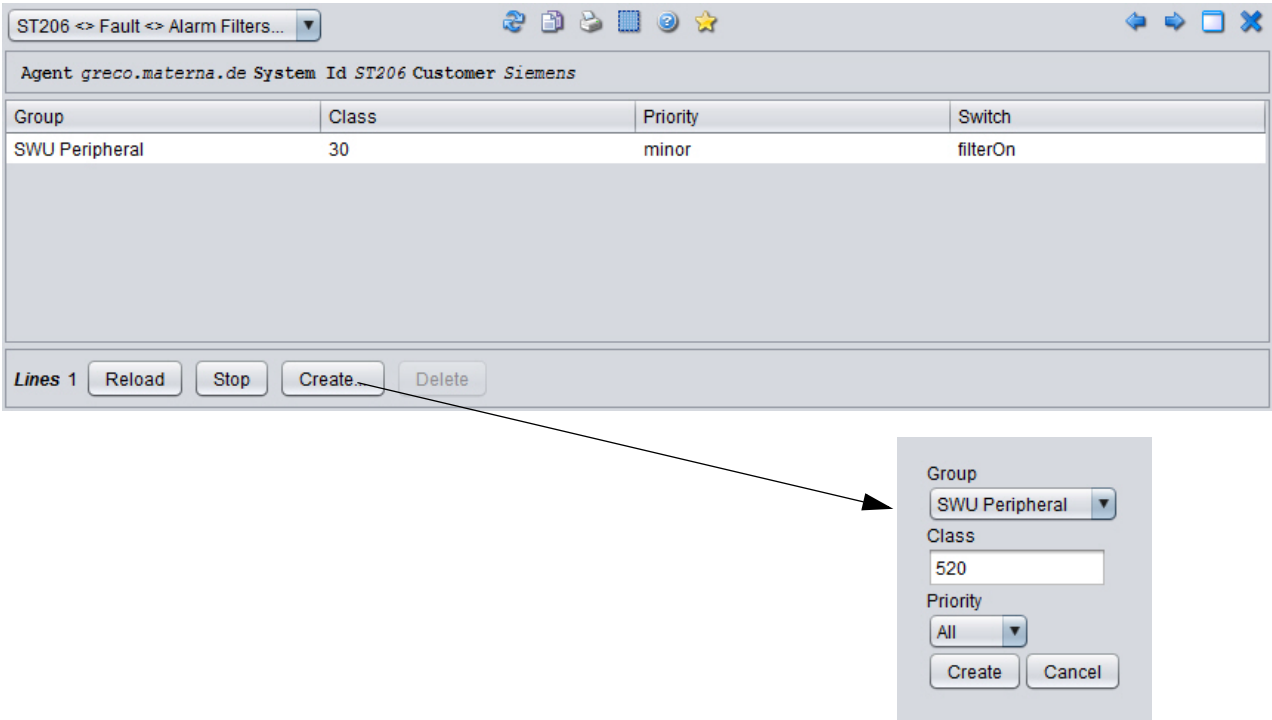 ST206 <> Fault <> Alarm Filters...
Agent greco.materna.de System Id ST206 Customer Siemens
Group Class Priority Switch
SWU Peripheral 30 minor filterOn
Lines 1 Reload Stop Create... Delete
Group
SWU Peripheral
Class
520
Priority
All
Create Cancel